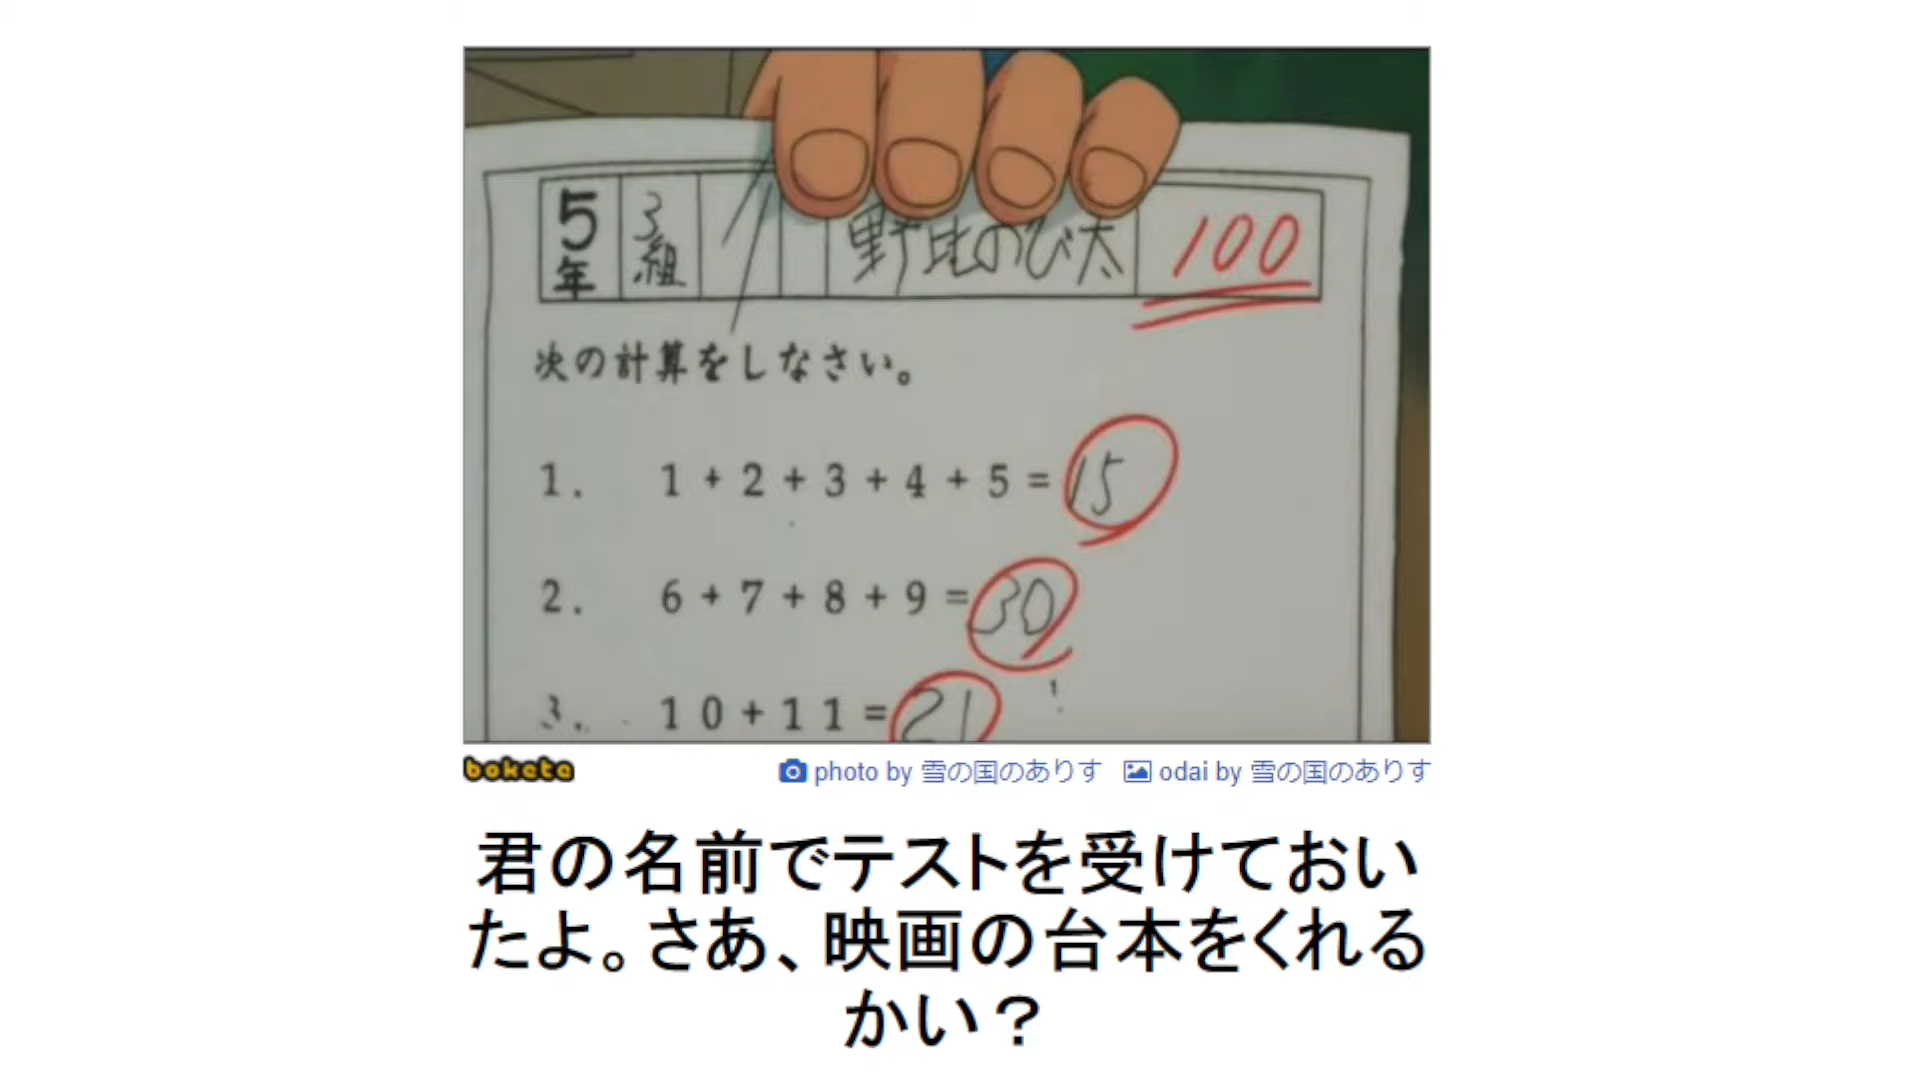 5年
3組
野比のび太
100
次の計算をしなさい。
1. 1+2+3+4+5=15
2. 6+7+8+9=30
3. 10+11=21
bokete
photo by 雪の国のありす odai by 雪の国のありす
君の名前でテストを受けておい
たよ。さあ、映画の台本をくれる
かい？